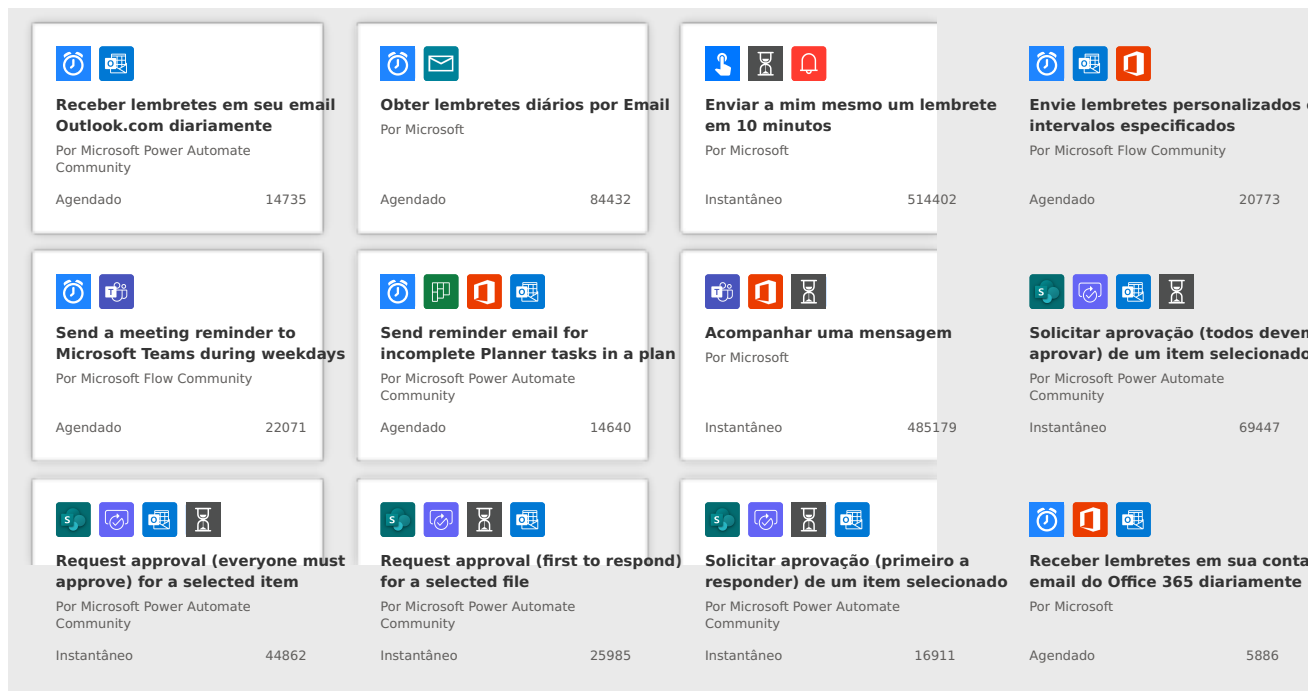 Receber lembretes em seu email
Outlook.com diariamente
Por Microsoft Power Automate
Community
Agendado 14735
Obter lembretes diários por Email
Por Microsoft
Agendado 84432
Enviar a mim mesmo um lembrete
em 10 minutos
Por Microsoft
Instantâneo 514402
Envie lembretes personalizados
intervalos especificados
Por Microsoft Flow Community
Agendado 20773
Send a meeting reminder to
Microsoft Teams during weekdays
Por Microsoft Flow Community
Agendado 22071
Send reminder email for
incomplete Planner tasks in a plan
Por Microsoft Power Automate
Community
Agendado 14640
Acompanhar uma mensagem
Por Microsoft
Instantâneo 485179
Solicitar aprovação (todos devem
aprovar) de um item selecionado
Por Microsoft Power Automate
Community
Instantâneo 69447
Request approval (everyone must
approve) for a selected item
Por Microsoft Power Automate
Community
Instantâneo 44862
Request approval (first to respond)
for a selected file
Por Microsoft Power Automate
Community
Instantâneo 25985
Solicitar aprovação (primeiro a
responder) de um item selecionado
Por Microsoft Power Automate
Community
Instantâneo 16911
Receber lembretes em sua conta
email do Office 365 diariamente
Por Microsoft
Agendado 5886